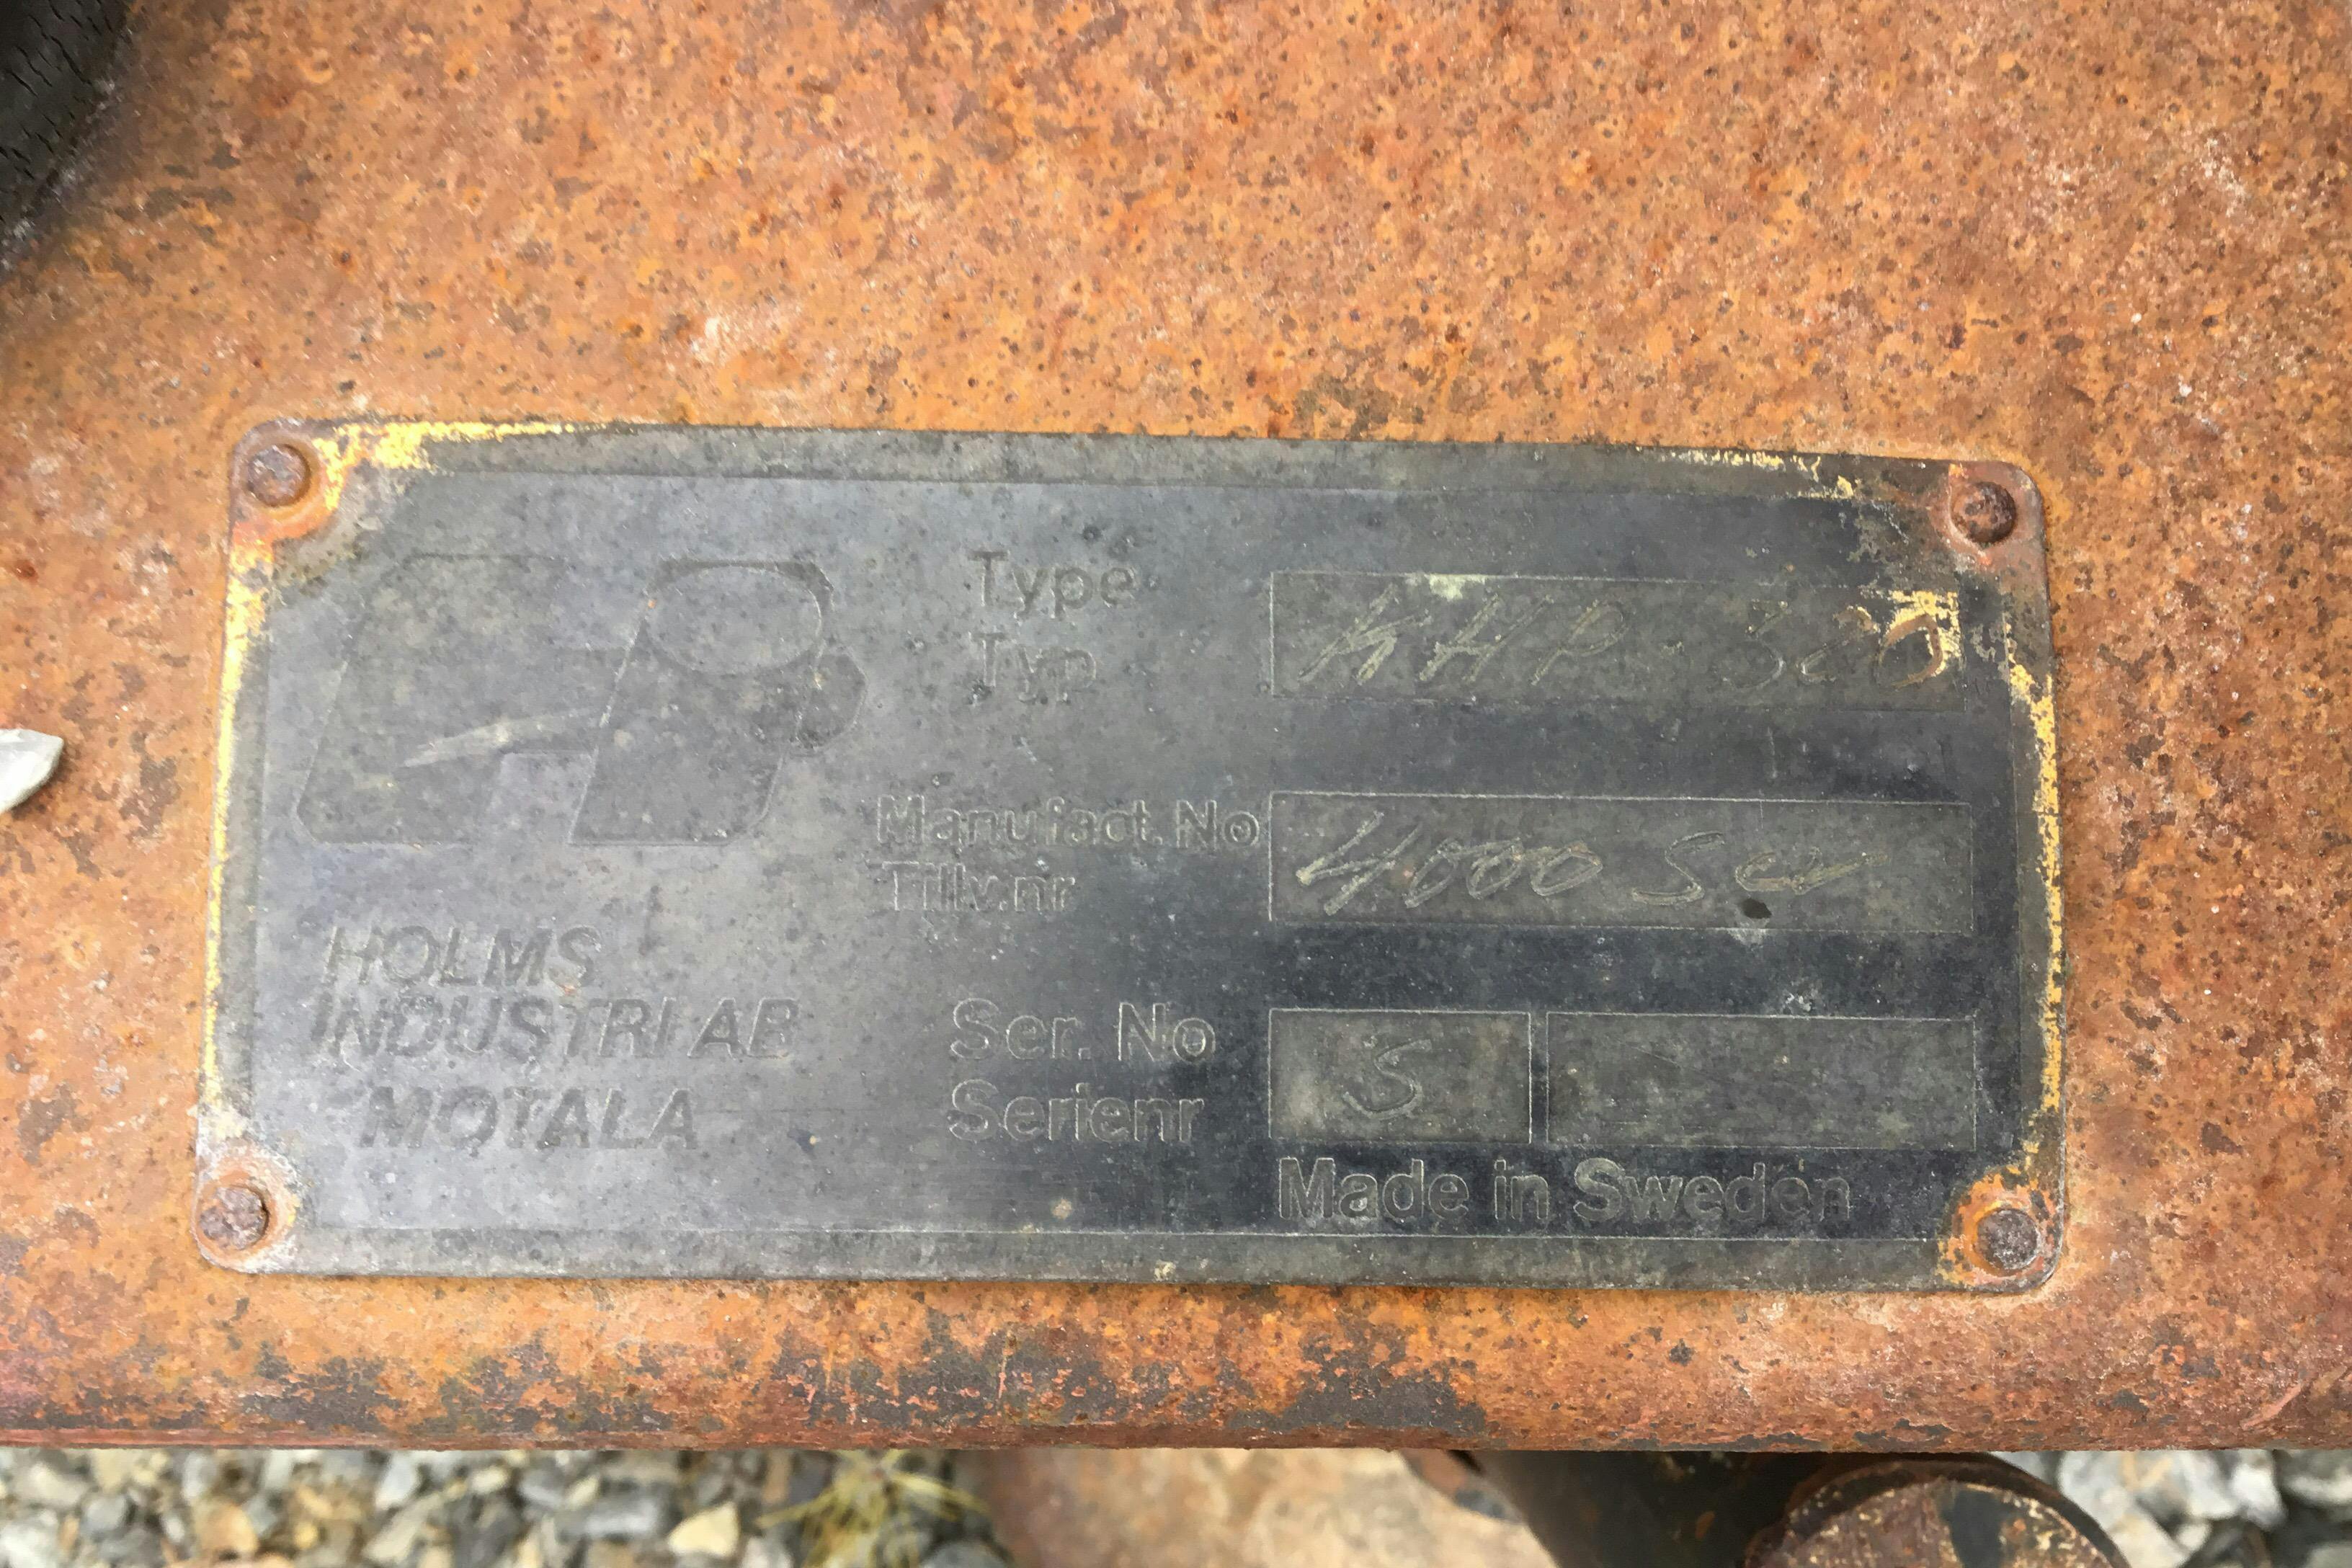 Type KHP - 320
Typ
Manufact. No 4000 Scv
Tillv.nr
HOLMS
INDUSTRI AB
MOTALA
Ser. No S
Serienr
Made in Sweden